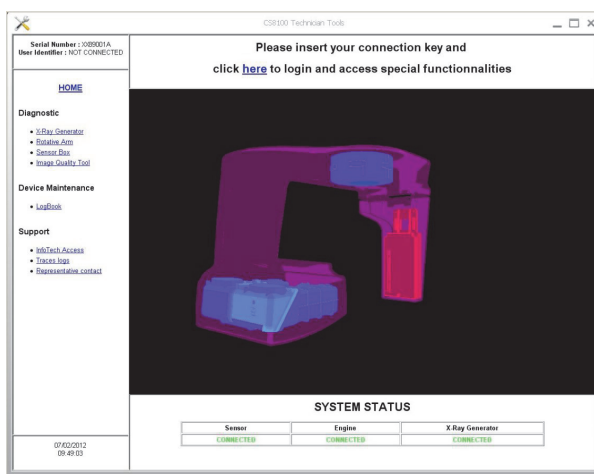 CS8100 Technician Tools
Serial Number : XXB9001A
User Identifier : NOT CONNECTED
HOME
Diagnostic
X-Ray Generator
Rotative Arm
Sensor Box
Image Quality Tool
Device Maintenance
LogBook
Support
InfoTech Access
Traces logs
Representative contact
07/02/2012
09:49:03
Please insert your connection key and
click here to login and access special functionnalities
SYSTEM STATUS
Sensor Engine X-Ray Generator
CONNECTED CONNECTED CONNECTED